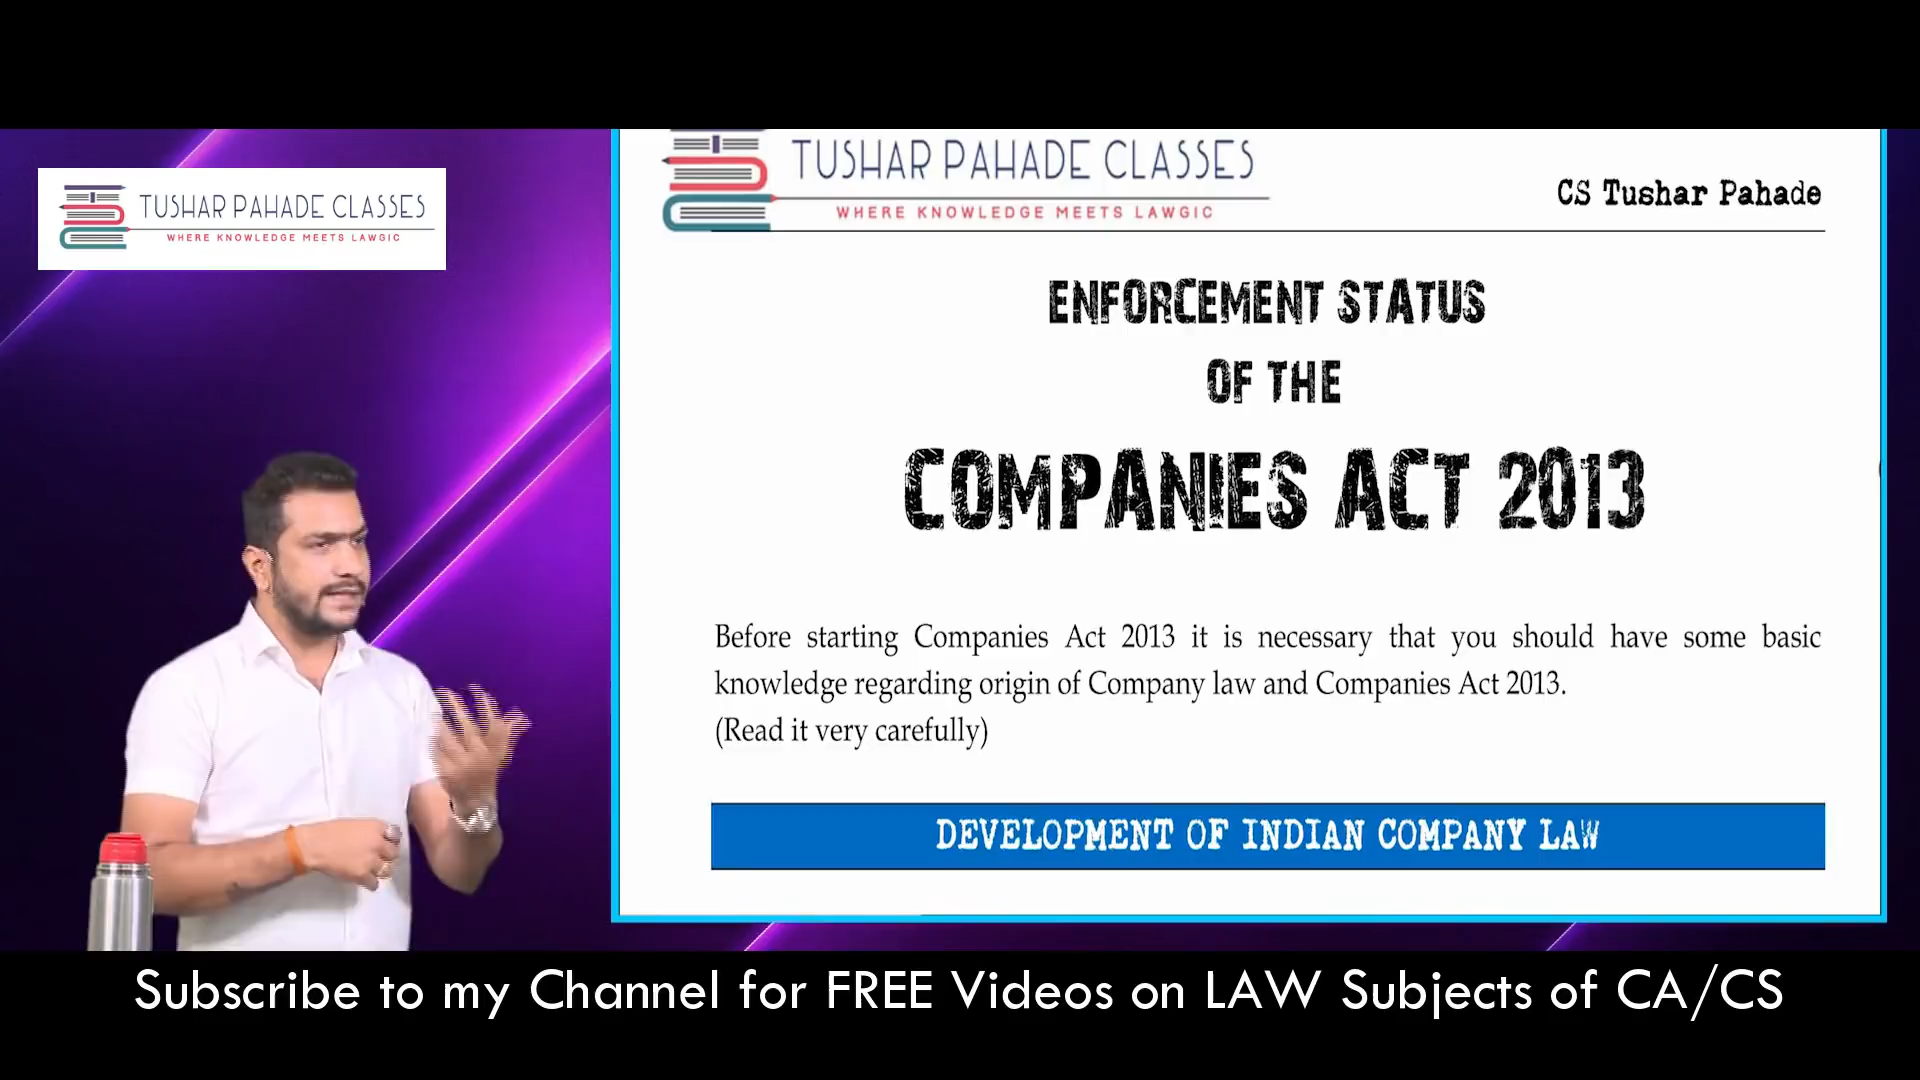 TUSHAR PAHADE CLASSES
WHERE KNOWLEDGE MEETS LAWGIC
TUSHAR PAHADE CLASSES
WHERE KNOWLEDGE MEETS LAWGIC
CS Tushar Pahade
ENFORCEMENT STATUS
OF THE
COMPANIES ACT 2013
Before starting Companies Act 2013 it is necessary that you should have some basic
knowledge regarding origin of Company law and Companies Act 2013.
(Read it very carefully)
DEVELOPMENT OF INDIAN COMPANY LAW
Subscribe to my Channel for FREE Videos on LAW Subjects of CA/CS